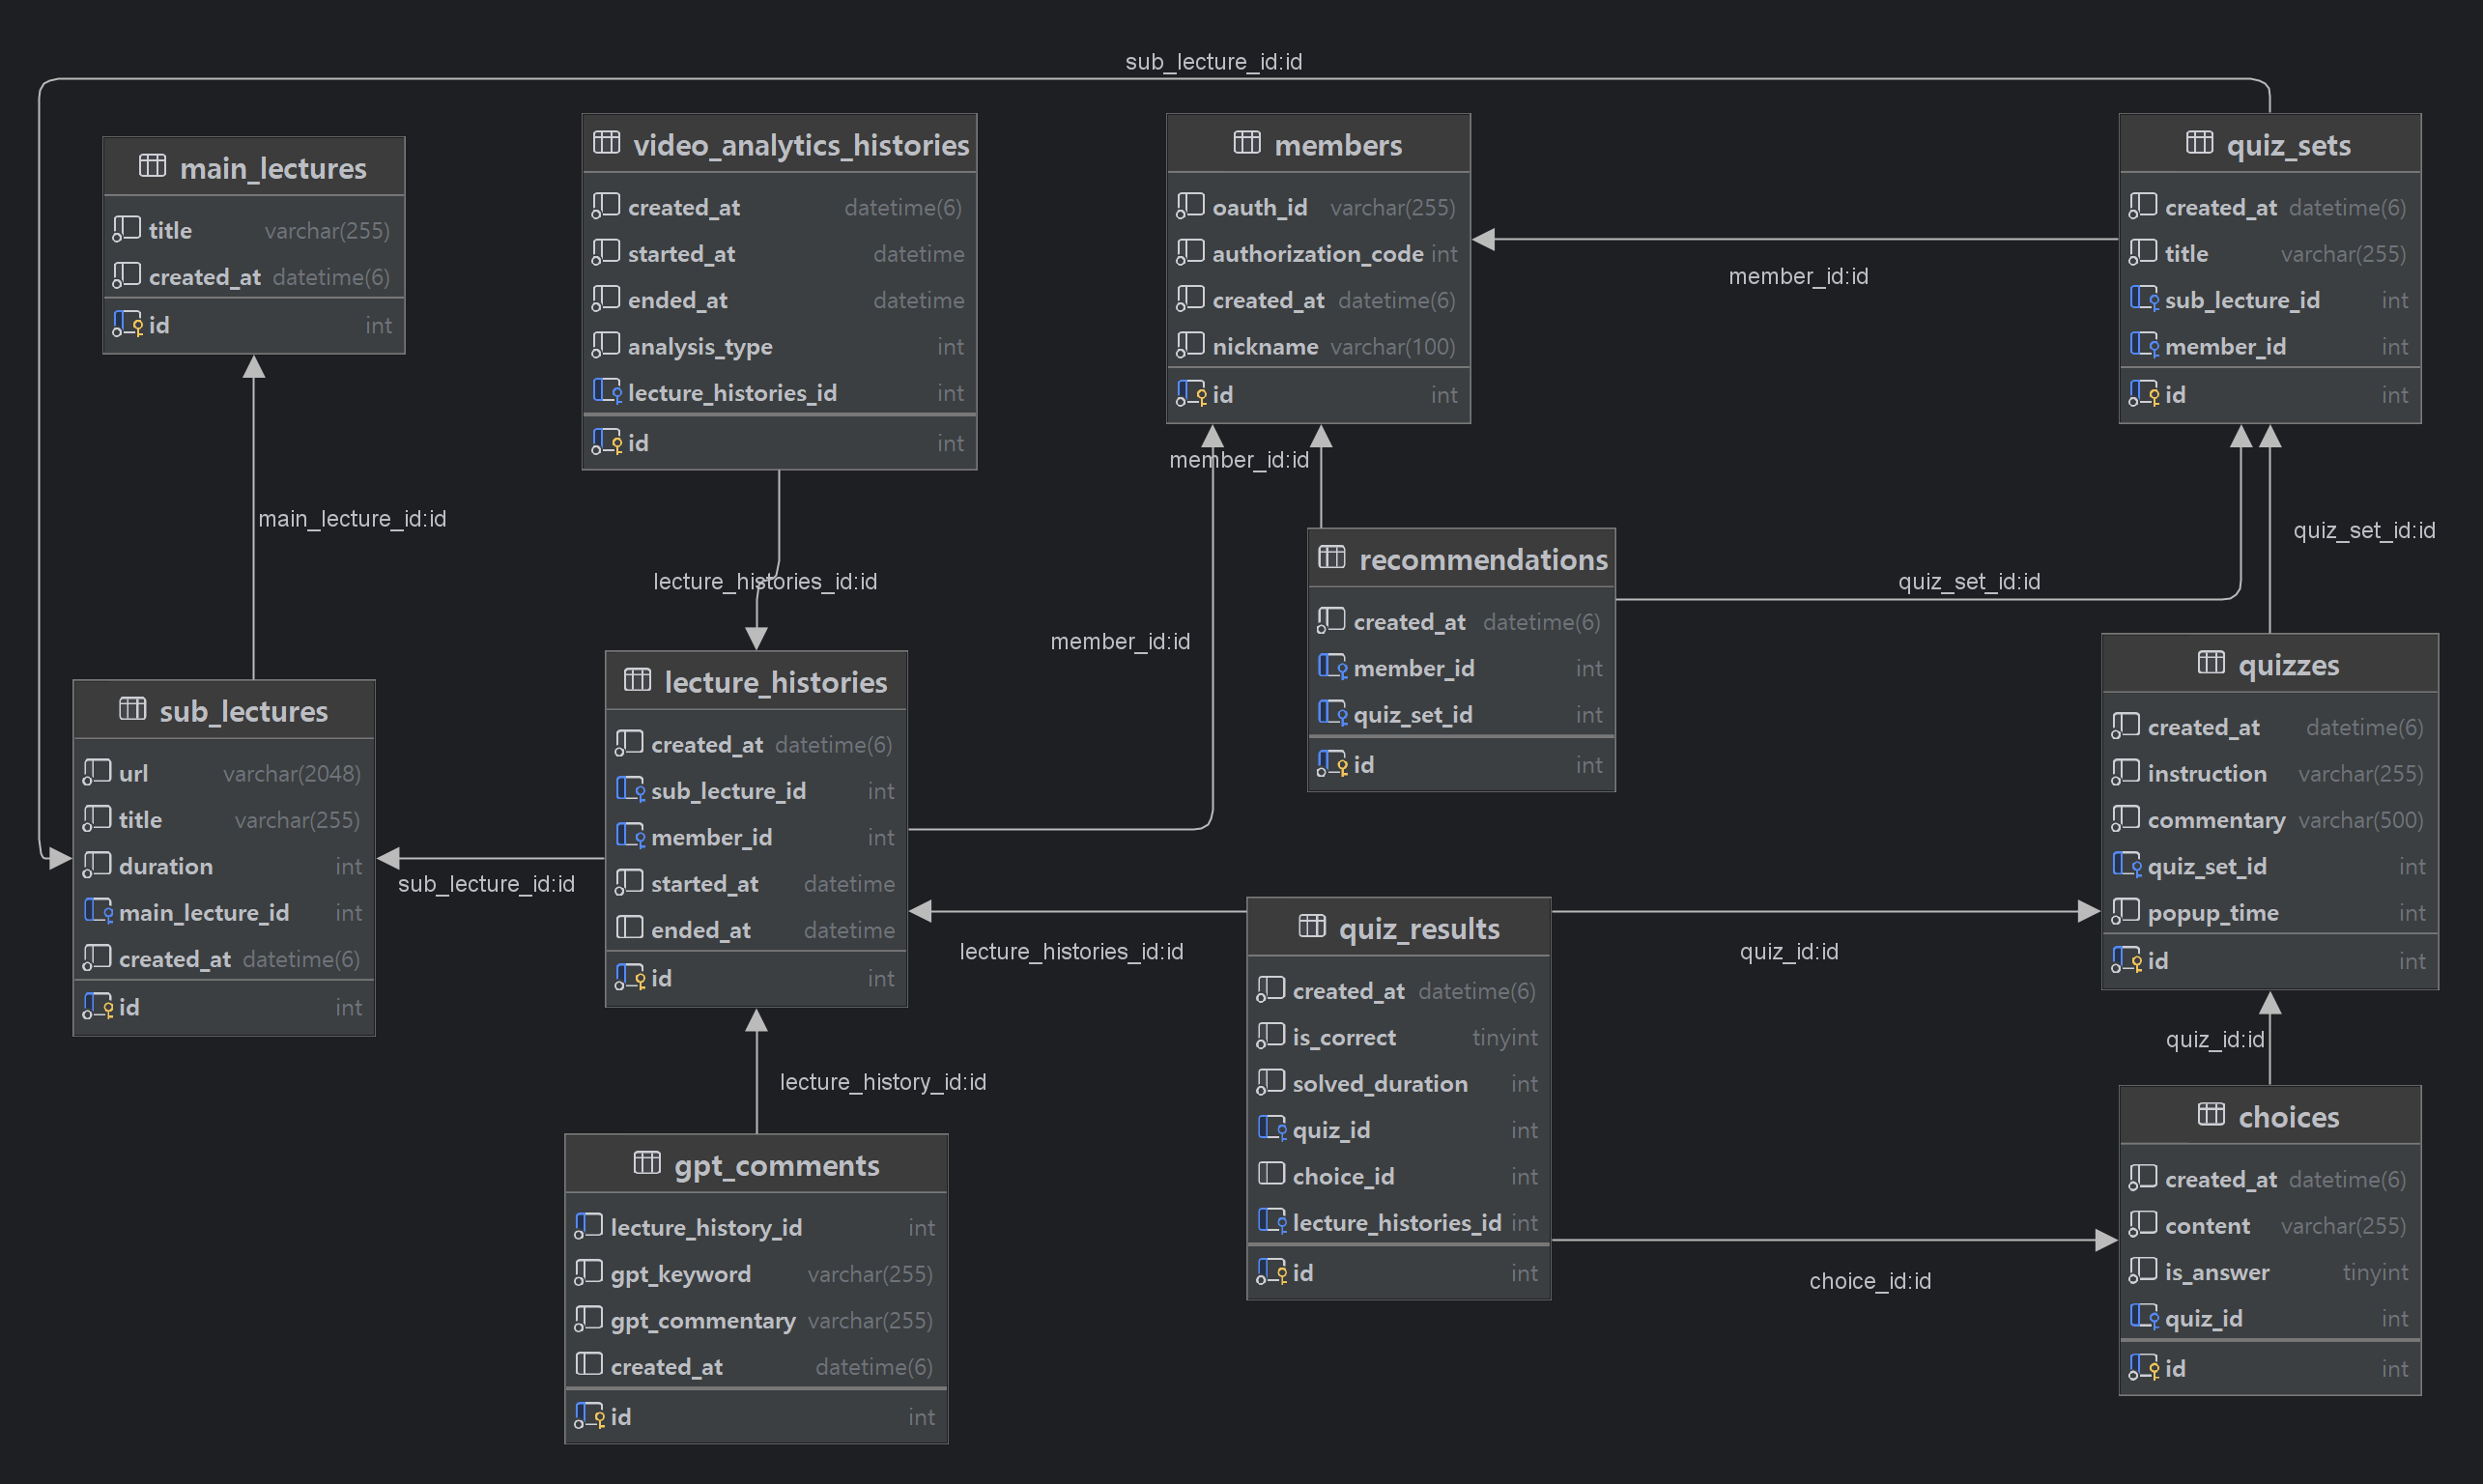 sub_lecture_id:id
main_lectures
title varchar(255)
created_at datetime(6)
id int
video_analytics_histories
created_at datetime(6)
started_at datetime
ended_at datetime
analysis_type int
lecture_histories_id int
id int
members
oauth_id varchar(255)
authorization_code int
created_at datetime(6)
nickname varchar(100)
id int
member_id:id
quiz_sets
created_at datetime(6)
title varchar(255)
sub_lecture_id int
member_id int
id int
main_lecture_id:id
lecture_histories_id:id
member_id:id
member_id:id
recommendations
created_at datetime(6)
member_id int
quiz_set_id int
id int
quiz_set_id:id
quiz_set_id:id
sub_lectures
url varchar(2048)
title varchar(255)
duration int
main_lecture_id int
created_at datetime(6)
id int
sub_lecture_id:id
lecture_histories
created_at datetime(6)
sub_lecture_id int
member_id int
started_at datetime
ended_at datetime
id int
lecture_histories_id:id
quiz_results
created_at datetime(6)
is_correct tinyint
solved_duration int
quiz_id int
choice_id int
lecture_histories_id int
id int
quiz_id:id
quizzes
created_at datetime(6)
instruction varchar(255)
commentary varchar(500)
quiz_set_id int
popup_time int
id int
quiz_id:id
lecture_history_id:id
gpt_comments
lecture_history_id int
gpt_keyword varchar(255)
gpt_commentary varchar(255)
created_at datetime(6)
id int
choice_id:id
choices
created_at datetime(6)
content varchar(255)
is_answer tinyint
quiz_id int
id int